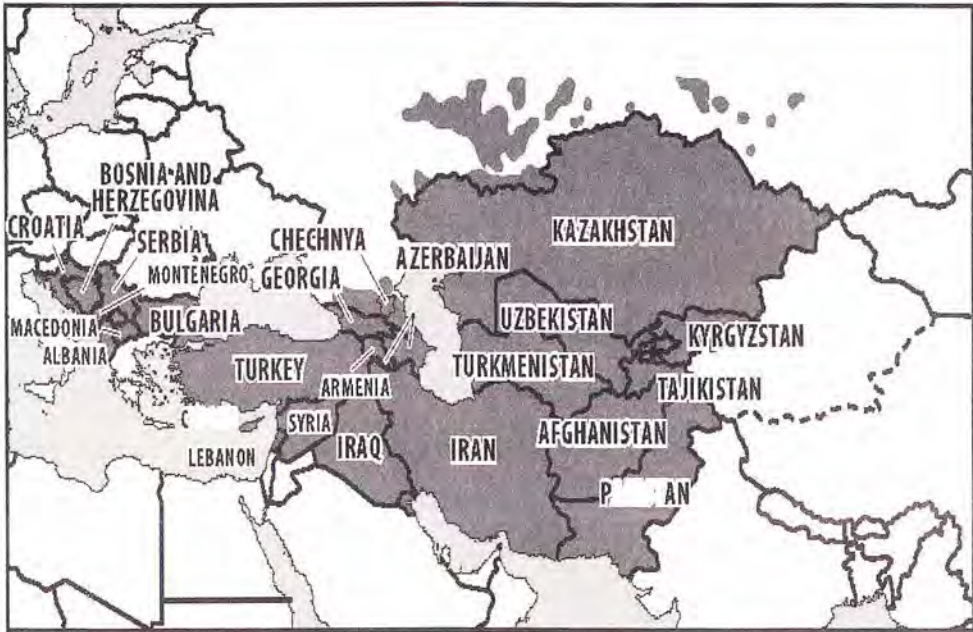 BOSNIA AND
HERZEGOVINA
CROATIA
SERBIA
MONTENEGRO
MACEDONIA
ALBANIA
BULGARIA
CHECHNYA
GEORGIA
AZERBAIJAN
KAZAKHSTAN
UZBEKISTAN
KYRGYZSTAN
TURKMENISTAN
TAJIKISTAN
TURKEY
ARMENIA
SYRIA
LEBANON
IRAQ
IRAN
AFGHANISTAN
P AN